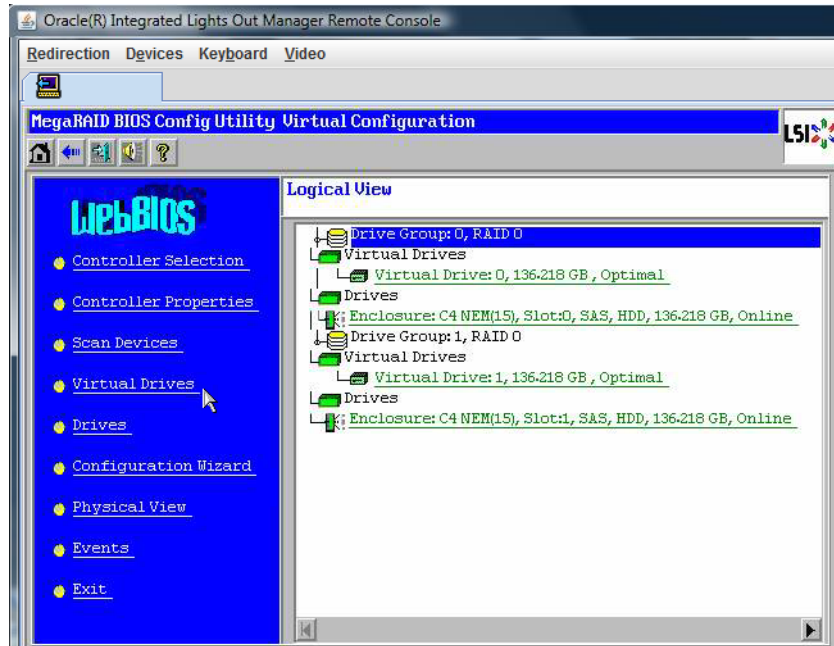 Oracle(R) Integrated Lights Out Manager Remote Console
Redirection Devices Keyboard Video
MegaRAID BIOS Config Utility Virtual Configuration
LSI
?
WebBIOS
Controller Selection
Controller Properties
Scan Devices
Virtual Drives
Drives
Configuration Wizard
Physical View
Events
Exit
Logical View
Drive Group: 0, RAID 0
Virtual Drives
Virtual Drive: 0, 136.218 GB , Optimal
Drives
Enclosure: C4 NEM(15), Slot:0, SAS, HDD, 136.218 GB, Online
Drive Group: 1, RAID 0
Virtual Drives
Virtual Drive: 1, 136.218 GB , Optimal
Drives
Enclosure: C4 NEM(15), Slot:1, SAS, HDD, 136.218 GB, Online